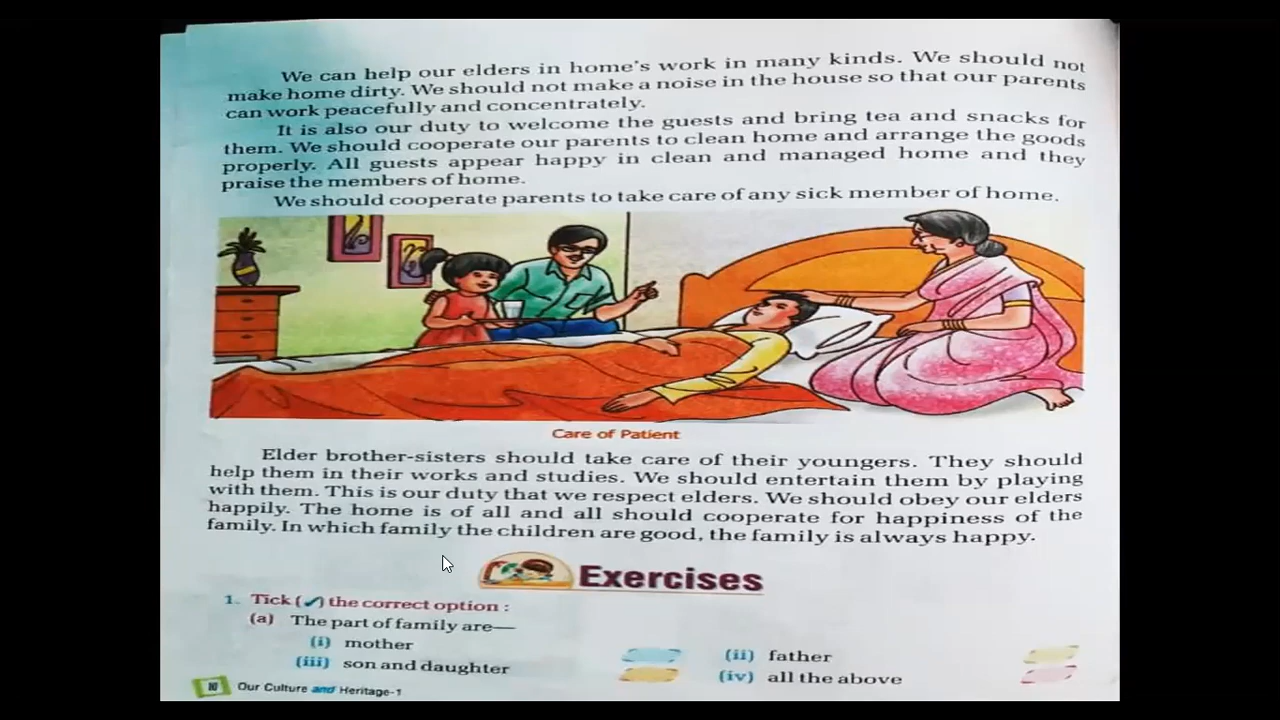 We can help our elders in home's work in many kinds. We should not
make home dirty. We should not make a noise in the house so that our parents
can work peacefully and concentrately.
It is also our duty to welcome the guests and bring tea and snacks for
them. We should cooperate our parents to clean home and arrange the goods
properly. All guests appear happy in clean and managed home and they
praise the members of home.
We should cooperate parents to take care of any sick member of home.
Care of Patient
Elder brother-sisters should take care of their youngers. They should
help them in their works and studies. We should entertain them by playing
with them. This is our duty that we respect elders. We should obey our elders
happily. The home is of all and all should cooperate for happiness of the
family. In which family the children are good, the family is always happy.
Exercises
1. Tick (✓) the correct option :
(a) The part of family are—
(i) mother
(ii) father
(iii) son and daughter
(iv) all the above
10 Our Culture and Heritage-1